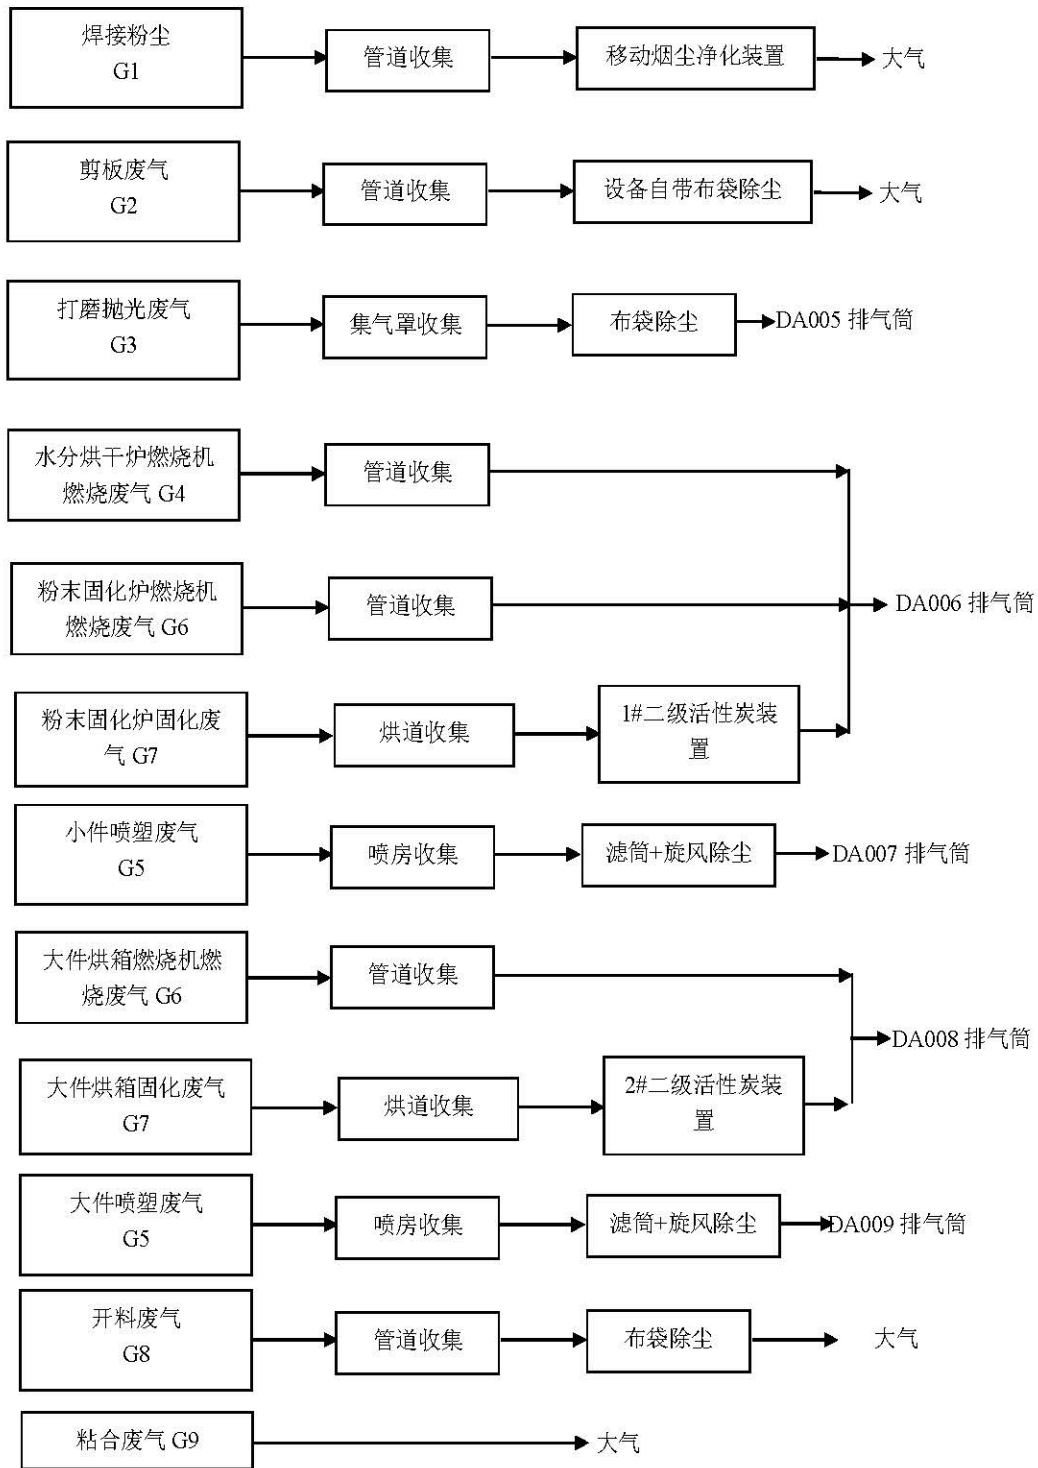 焊接粉尘
G1
管道收集
移动烟尘净化装置
大气
剪板废气
G2
管道收集
设备自带布袋除尘
大气
打磨抛光废气
G3
集气罩收集
布袋除尘
DA005 排气筒
水分烘干炉燃烧机
燃烧废气 G4
管道收集
粉末固化炉燃烧机
燃烧废气 G6
管道收集
DA006 排气筒
粉末固化炉固化废
气 G7
烘道收集
1#二级活性炭装
置
小件喷塑废气
G5
喷房收集
滤筒+旋风除尘
DA007 排气筒
大件烘箱燃烧机燃
烧废气 G6
管道收集
DA008 排气筒
大件烘箱固化废气
G7
烘道收集
2#二级活性炭装
置
大件喷塑废气
G5
喷房收集
滤筒+旋风除尘
DA009 排气筒
开料废气
G8
管道收集
布袋除尘
大气
粘合废气 G9
大气